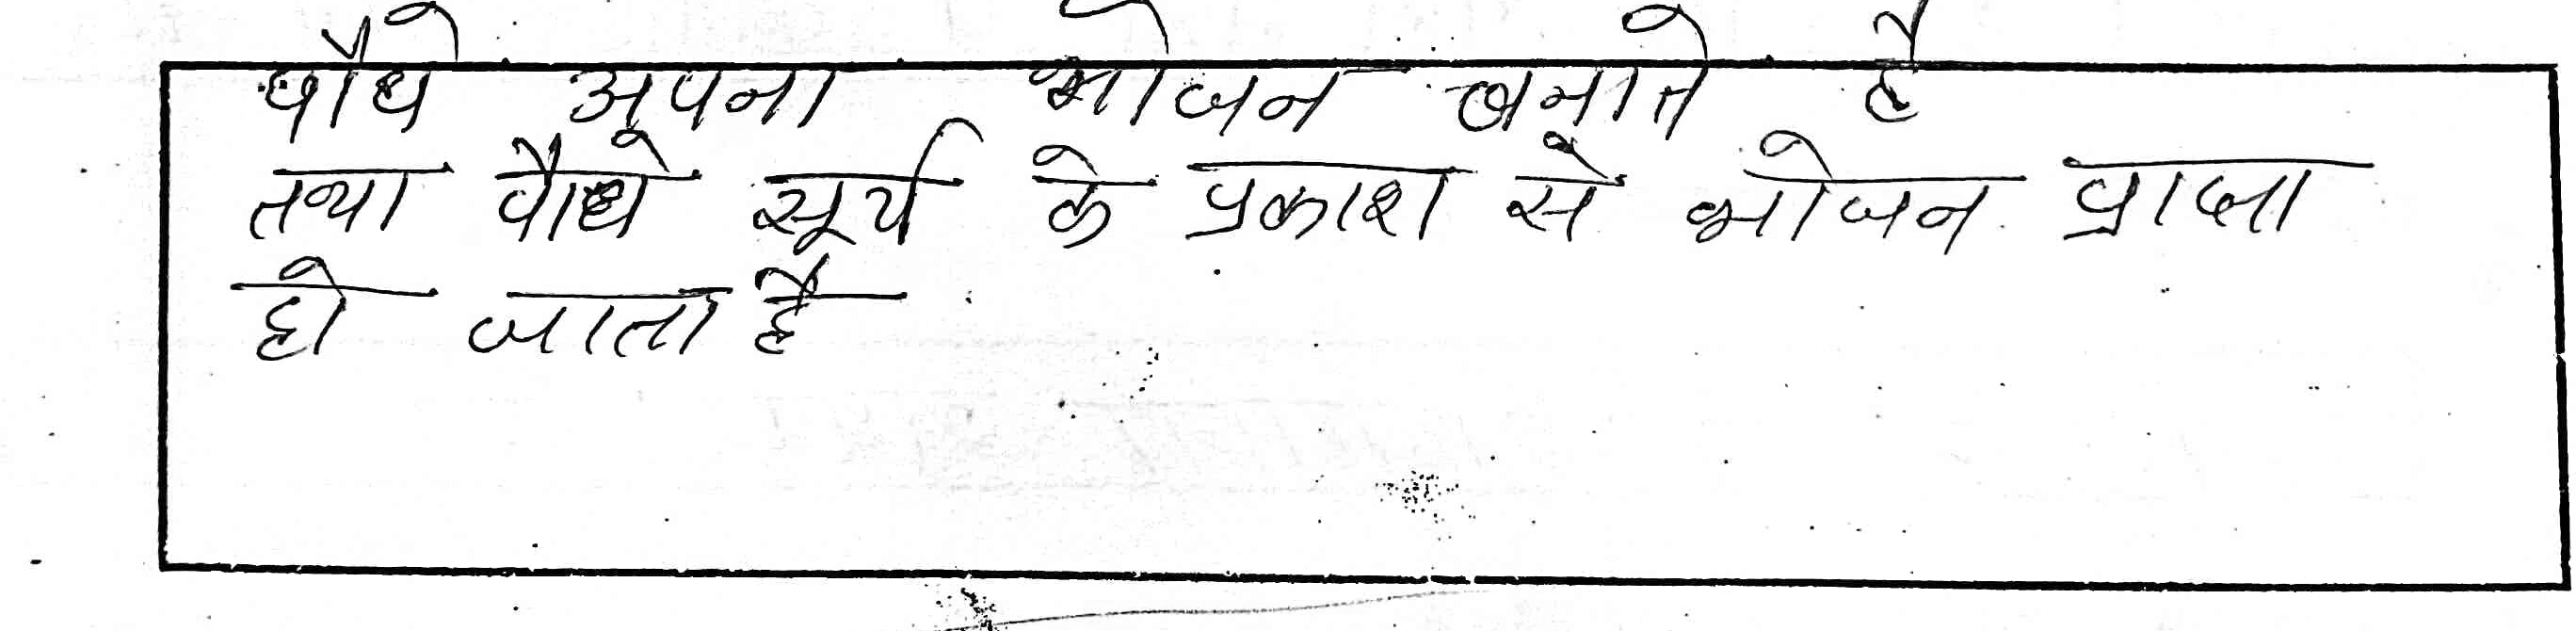 पौधे अपना भोजन बनाते है
तथा पौधे सूर्य के प्रकाश से भोजन प्राप्ता
हो जाता है